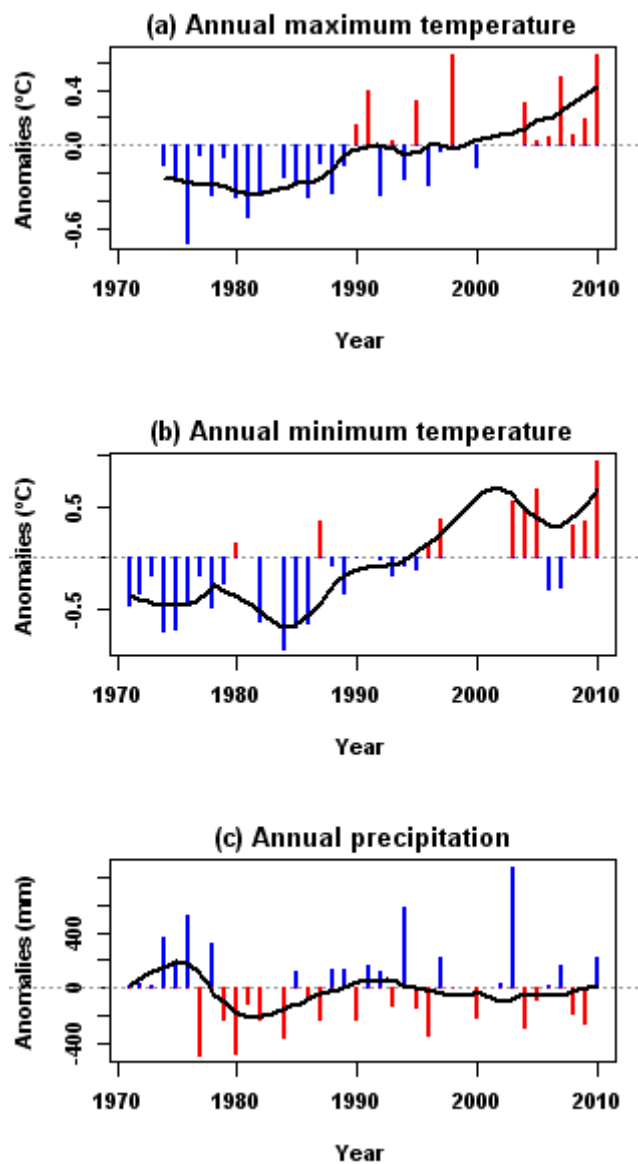 (a) Annual maximum temperature
Anomalies (°C)
0.4
0.0
-0.6
1970 1980 1990 2000 2010
Year
(b) Annual minimum temperature
Anomalies (°C)
0.5
-0.5
1970 1980 1990 2000 2010
Year
(c) Annual precipitation
Anomalies (mm)
400
0
-400
1970 1980 1990 2000 2010
Year